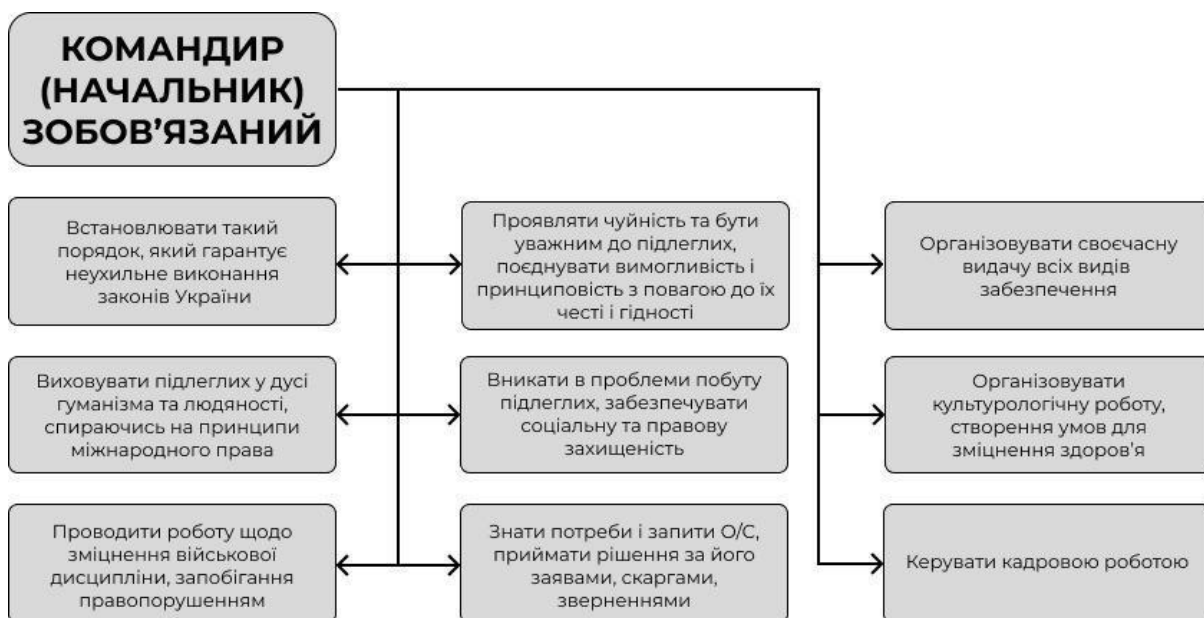 КОМАНДИР
(НАЧАЛЬНИК)
ЗОБОВ’ЯЗАНИЙ
Встановлювати такий
порядок, який гарантує
неухильне виконання
законів України
Проявляти чуйність та бути
уважним до підлеглих,
поєднувати вимогливість і
принциповість з повагою до їх
честі і гідності
Організовувати своєчасну
видачу всіх видів
забезпечення
Виховувати підлеглих у дусі
гуманізма та людяності,
спираючись на принципи
міжнародного права
Вникати в проблеми побуту
підлеглих, забезпечувати
соціальну та правову
захищеність
Організовувати
культурологічну роботу,
створення умов для
зміцнення здоров’я
Проводити роботу щодо
зміцнення військової
дисципліни, запобігання
правопорушенням
Знати потреби і запити О/С,
приймати рішення за його
заявами, скаргами,
зверненнями
Керувати кадровою роботою